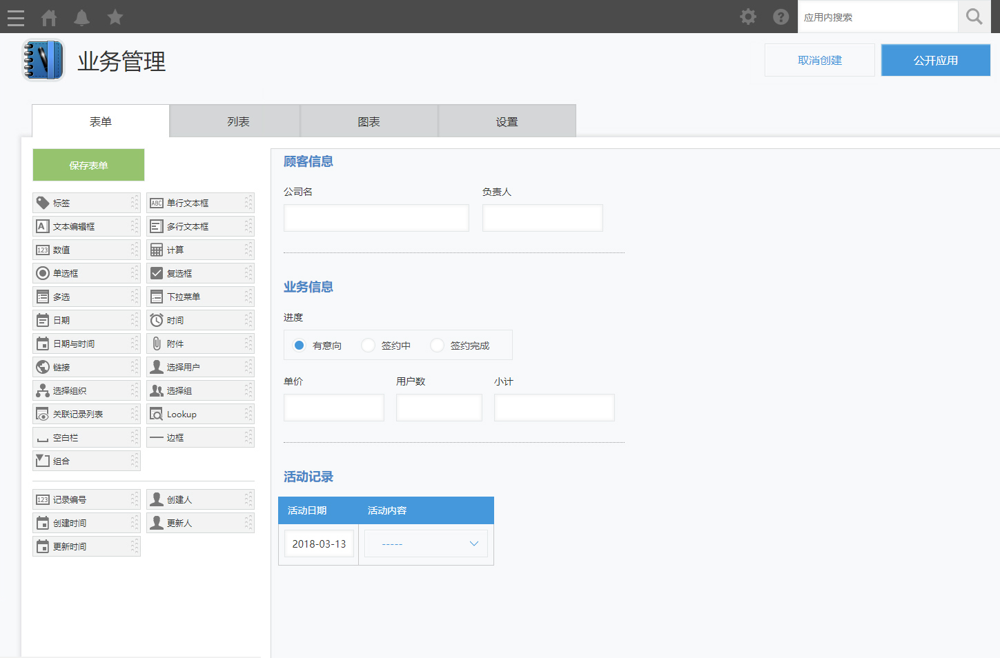 应用内搜索
业务管理
取消创建
公开应用
表单
列表
图表
设置
保存表单
标签
ABC 单行文本框
A 文本编辑框
多行文本框
123 数值
计算
单选框
复选框
多选
下拉菜单
日期
时间
日期与时间
附件
链接
选择用户
选择组织
选择组
关联记录列表
Lookup
空白栏
边框
组合
123 记录编号
创建人
创建时间
更新人
更新时间
顾客信息
公司名
负责人
业务信息
进度
有意向
签约中
签约完成
单价
用户数
小计
活动记录
活动日期
活动内容
2018-03-13
-----